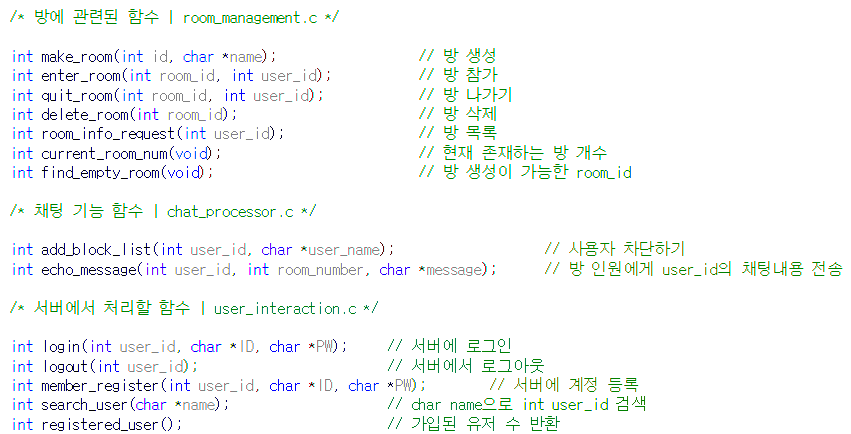 /* 방에 관련된 함수 | room_management.c */
int make_room(int id, char *name); // 방 생성
int enter_room(int room_id, int user_id); // 방 참가
int quit_room(int room_id, int user_id); // 방 나가기
int delete_room(int room_id); // 방 삭제
int room_info_request(int user_id); // 방 목록
int current_room_num(void); // 현재 존재하는 방 개수
int find_empty_room(void); // 방 생성이 가능한 room_id
/* 채팅 기능 함수 | chat_processor.c */
int add_block_list(int user_id, char *user_name); // 사용자 차단하기
int echo_message(int user_id, int room_number, char *message); // 방 인원에게 user_id의 채팅내용 전송
/* 서버에서 처리할 함수 | user_interaction.c */
int login(int user_id, char *ID, char *PW); // 서버에 로그인
int logout(int user_id); // 서버에서 로그아웃
int member_register(int user_id, char *ID, char *PW); // 서버에 계정 등록
int search_user(char *name); // char name으로 int user_id 검색
int registered_user(); // 가입된 유저 수 반환